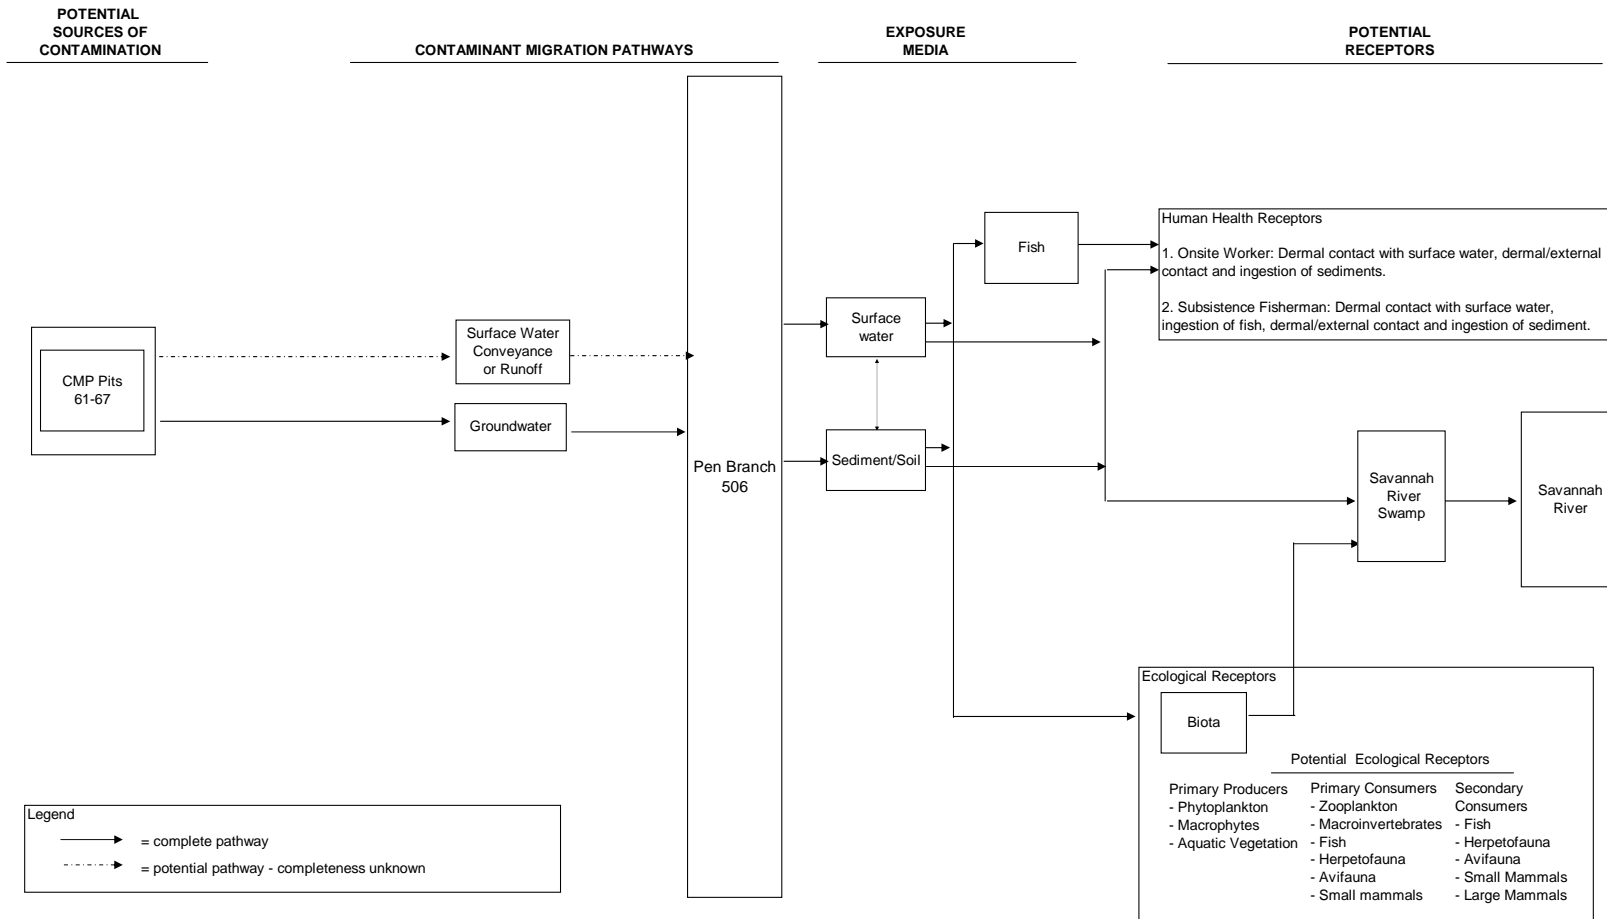 POTENTIAL
SOURCES OF
CONTAMINATION
CONTAMINANT MIGRATION PATHWAYS
EXPOSURE
MEDIA
POTENTIAL
RECEPTORS
CMP Pits
61-67
Surface Water
Conveyance
or Runoff
Groundwater
Pen Branch
506
Surface
water
Sediment/Soil
Fish
Human Health Receptors
1. Onsite Worker: Dermal contact with surface water, dermal/external
contact and ingestion of sediments.
2. Subsistence Fisherman: Dermal contact with surface water,
ingestion of fish, dermal/external contact and ingestion of sediment.
Savannah
River
Swamp
Savannah
River
Ecological Receptors
Biota
Potential Ecological Receptors
Primary Producers
- Phytoplankton
- Macrophytes
- Aquatic Vegetation
Primary Consumers
- Zooplankton
- Macroinvertebrates
- Fish
- Herpetofauna
- Avifauna
- Small mammals
Secondary
Consumers
- Fish
- Herpetofauna
- Avifauna
- Small Mammals
- Large Mammals
Legend
= complete pathway
= potential pathway - completeness unknown